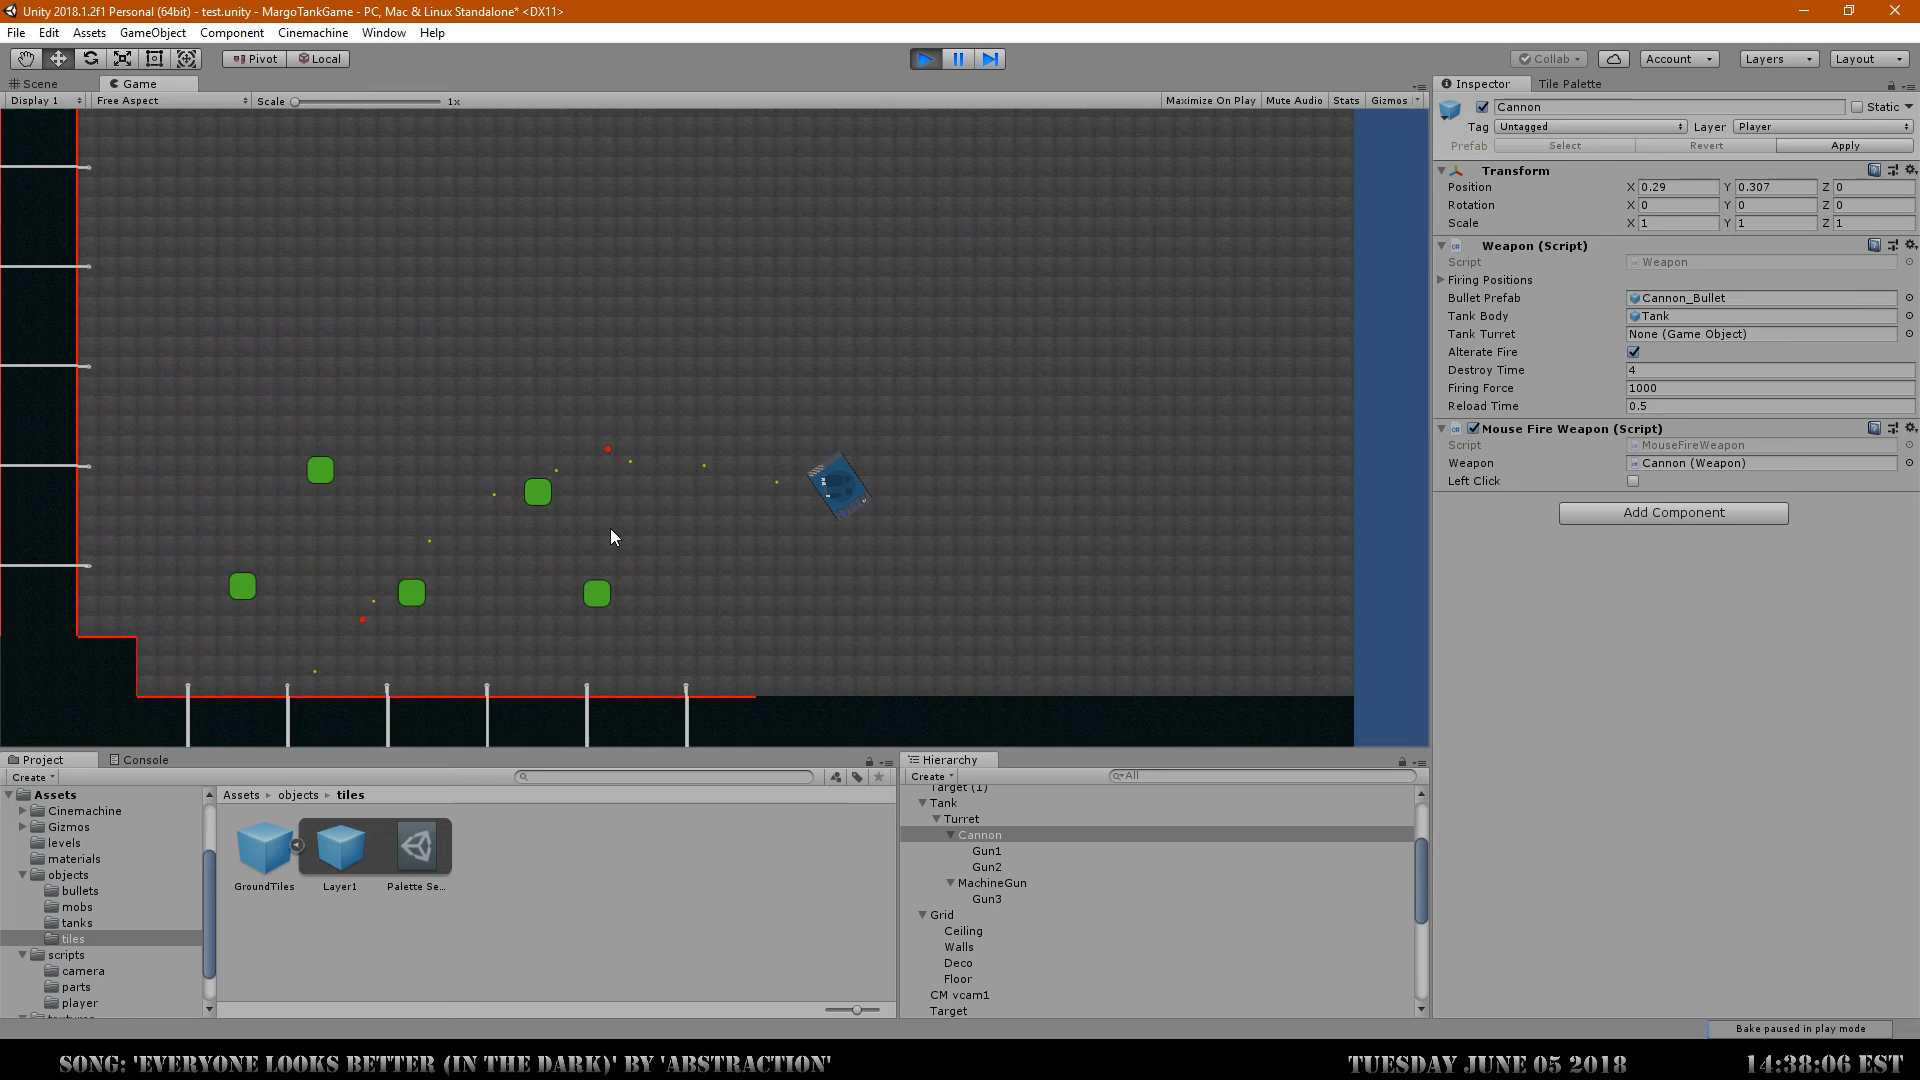 Unity 2018.1.2f1 Personal (64bit) - test.unity - MargoTankGame - PC, Mac & Linux Standalone* <DX11>
File Edit Assets GameObject Component Cinemachine Window Help
Pivot Local Collab Account Layers Layout
Scene Game
Display 1 Free Aspect Scale 1x Maximize On Play Mute Audio Stats Gizmos
Inspector Tile Palette
Cannon Static
Tag Untagged Layer Player
Prefab Select Revert Apply
Transform
Position X 0.29 Y 0.307 Z 0
Rotation X 0 Y 0 Z 0
Scale X 1 Y 1 Z 1
Weapon (Script)
Script Weapon
Firing Positions
Bullet Prefab Cannon_Bullet
Tank Body Tank
Tank Turret None (Game Object)
Alterate Fire
Destroy Time 4
Firing Force 1000
Reload Time 0.5
Mouse Fire Weapon (Script)
Script MouseFireWeapon
Weapon Cannon (Weapon)
Left Click
Add Component
Project Console
Create
Assets
Cinemachine
Gizmos
levels
materials
objects
bullets
mobs
tanks
tiles
scripts
camera
parts
player
textures
Assets objects tiles
GroundTiles Layer1 Palette Se...
Hierarchy
Create All
Target (1)
Tank
Turret
Cannon
Gun1
Gun2
MachineGun
Gun3
Grid
Ceiling
Walls
Deco
Floor
CM vcam1
Target
Bake paused in play mode
SONG: 'EVERYONE LOOKS BETTER (IN THE DARK)' BY 'ABSTRACTION' TUESDAY JUNE 05 2018 14:38:06 EST